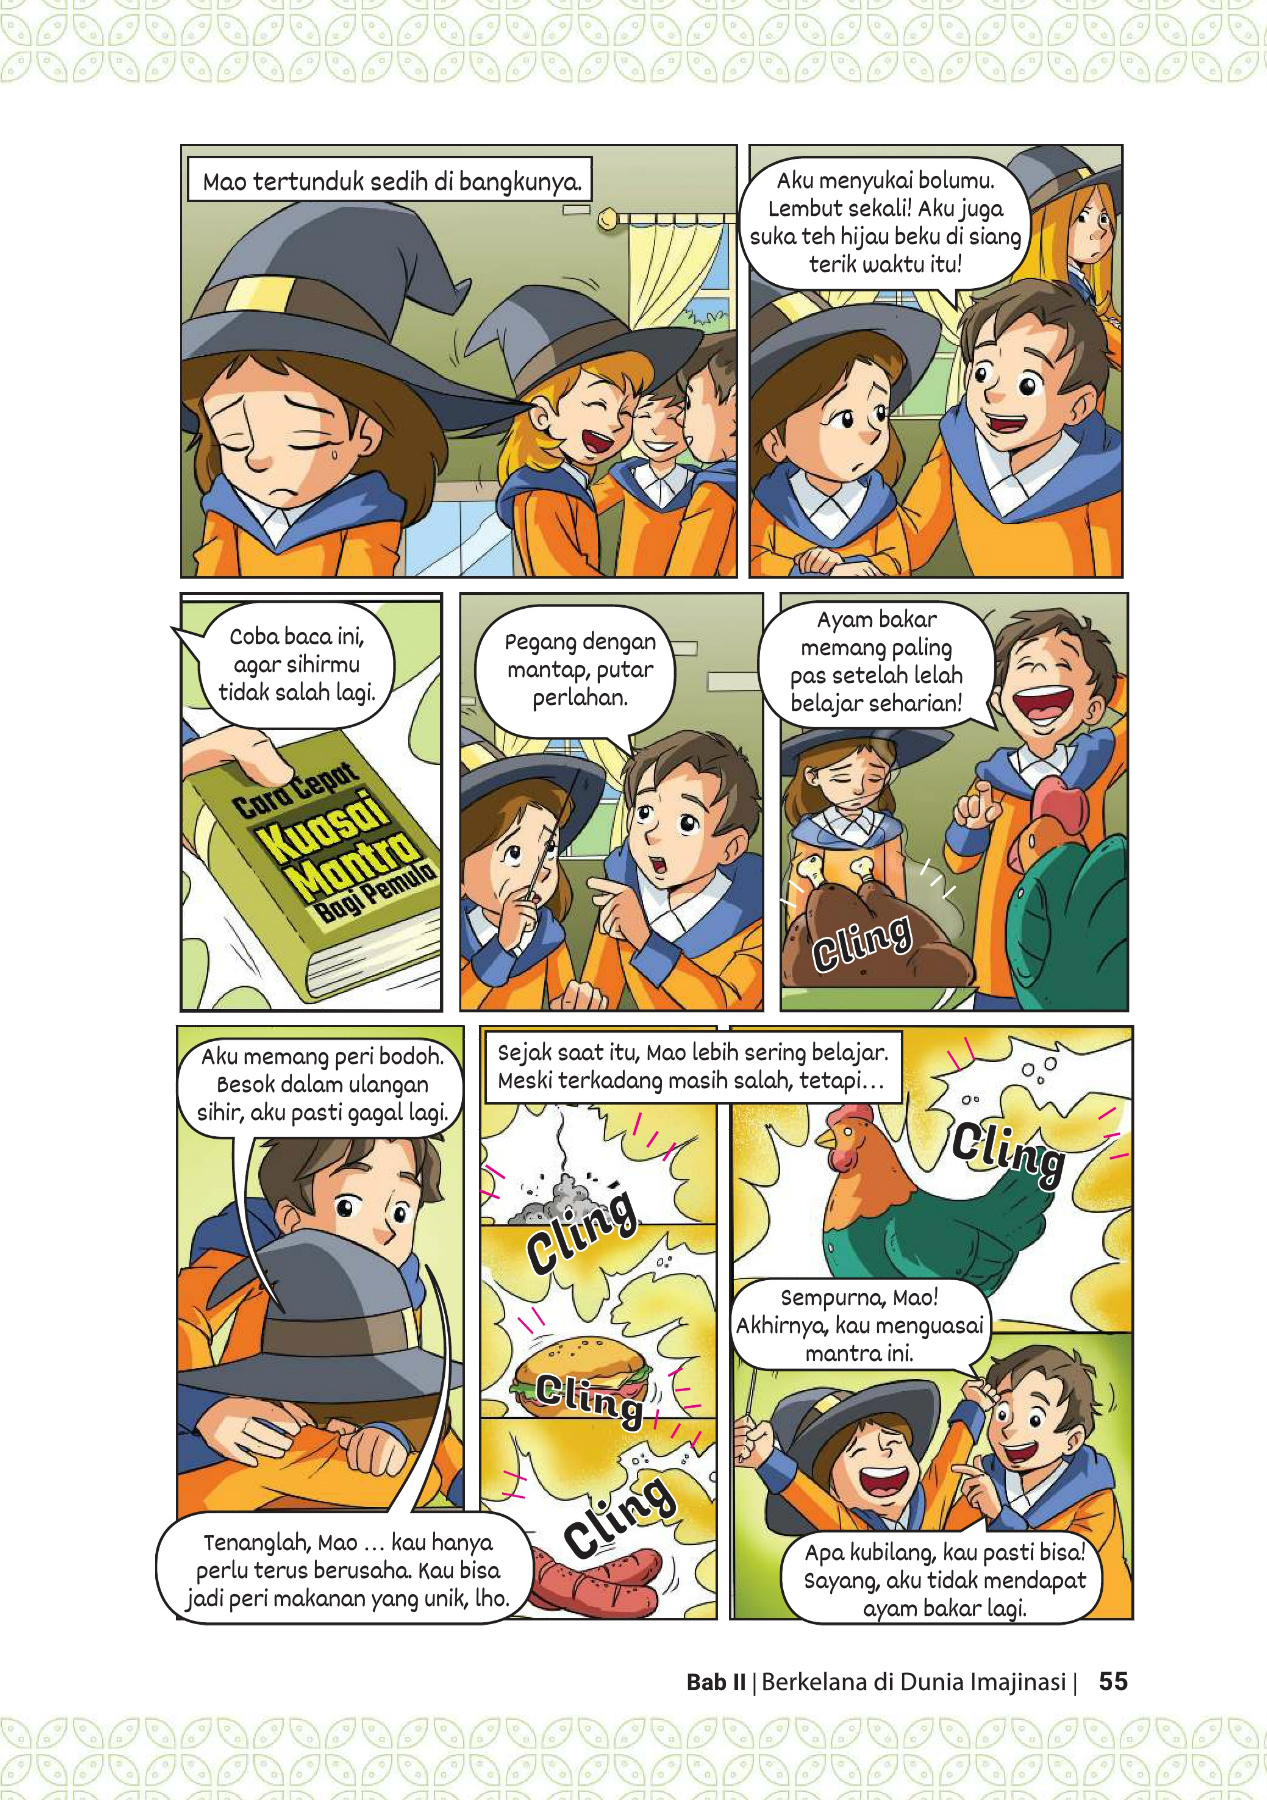 Mao tertunduk sedih di bangkunya.
Aku menyukai bolumu.
Lembut sekali! Aku juga
suka teh hijau beku di siang
terik waktu itu!
Coba baca ini,
agar sihirmu
tidak salah lagi.
Cara Cepat
Kuasai
Mantra
Bagi Pemula
Pegang dengan
mantap, putar
perlahan.
Ayam bakar
memang paling
pas setelah lelah
belajar seharian!
Cling
Aku memang peri bodoh.
Besok dalam ulangan
sihir, aku pasti gagal lagi.
Tenanglah, Mao ... kau hanya
perlu terus berusaha. Kau bisa
jadi peri makanan yang unik, lho.
Sejak saat itu, Mao lebih sering belajar.
Meski terkadang masih salah, tetapi...
Cling
Cling
Cling
Cling
Sempurna, Mao!
Akhirnya, kau menguasai
mantra ini.
Apa kubilang, kau pasti bisa!
Sayang, aku tidak mendapat
ayam bakar lagi.
Bab II | Berkelana di Dunia Imajinasi | 55